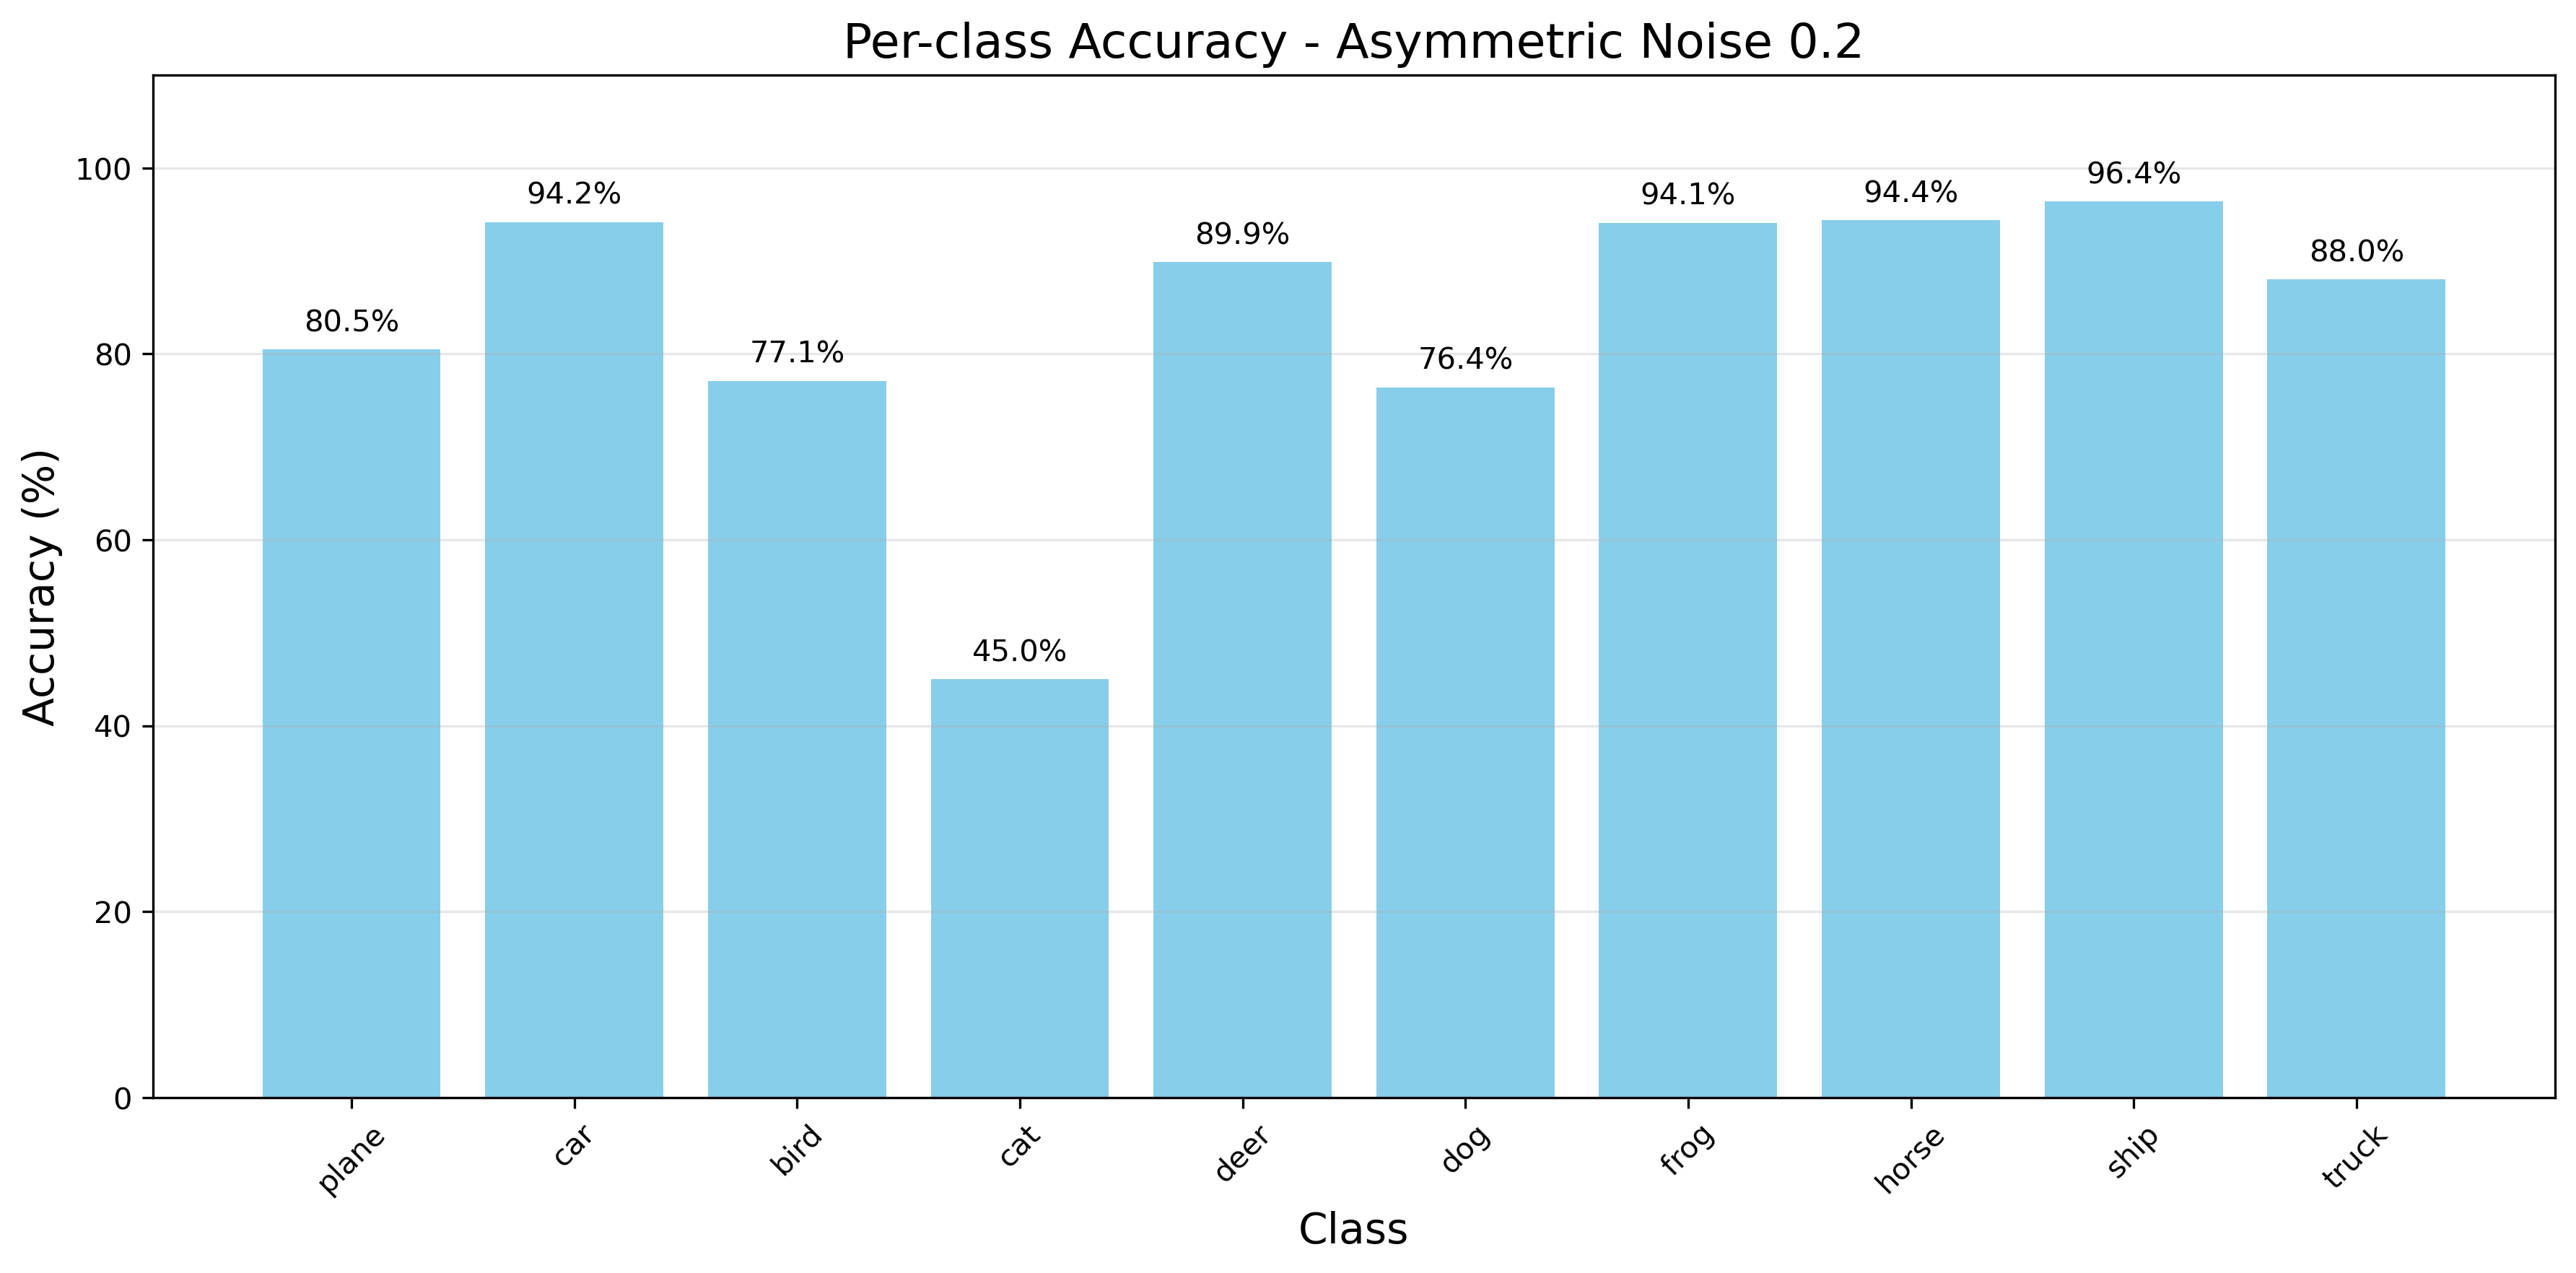 Per-class Accuracy - Asymmetric Noise 0.2
Accuracy (%)
100
80
60
40
20
0
80.5%
94.2%
77.1%
45.0%
89.9%
76.4%
94.1%
94.4%
96.4%
88.0%
plane
car
bird
cat
deer
dog
frog
horse
ship
truck
Class